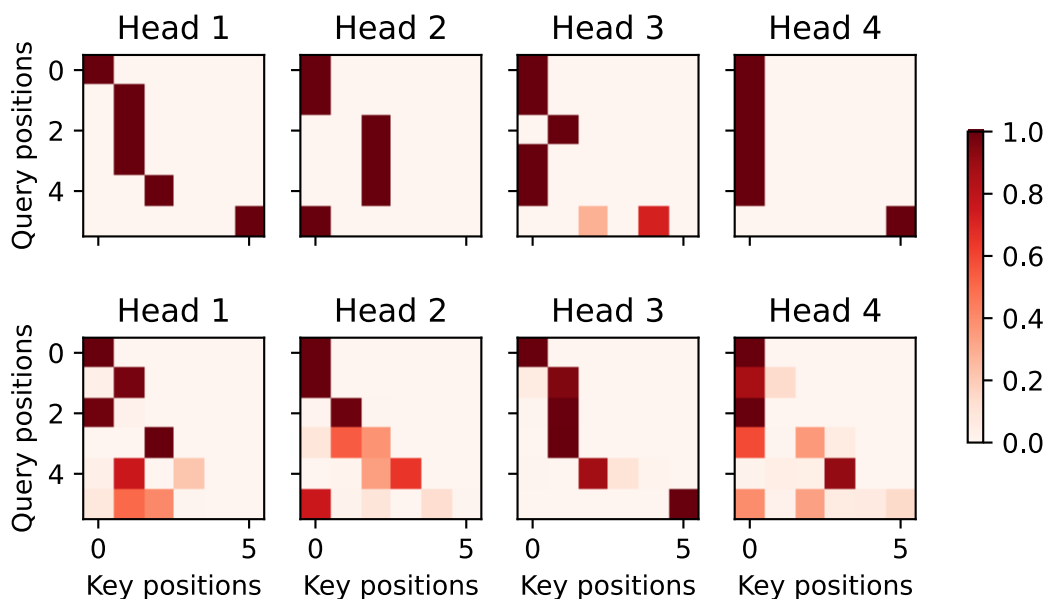 Head 1 Head 2 Head 3 Head 4
Query positions
0
2
4
1.0
0.8
0.6
0.4
0.2
0.0
Head 1 Head 2 Head 3 Head 4
Query positions
0
2
4
0 5 0 5 0 5 0 5
Key positions Key positions Key positions Key positions